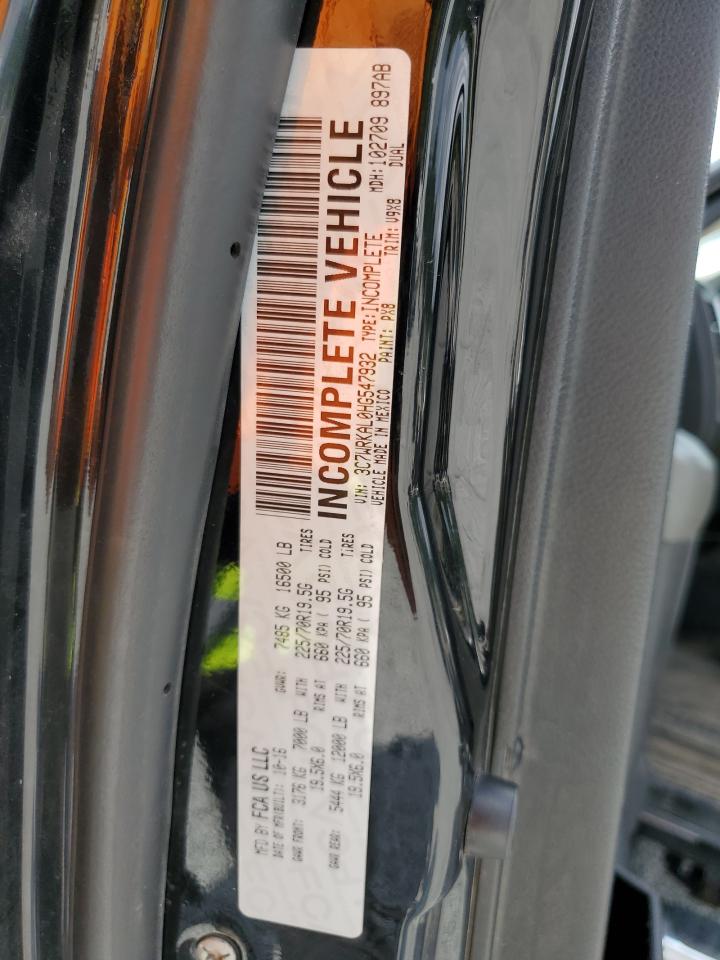 MFD BY FCA US LLC
DATE OF MFR(BUILT): 10-16
GVWR: 7485 KG 16500 LB
GAWR FRONT: 3176 KG 7000 LB WITH 225/70R19.5G TIRES
19.5X6.0 RIMS AT 660 KPA ( 95 PSI) COLD
GAWR REAR: 5444 KG 12000 LB WITH 225/70R19.5G TIRES
19.5X6.0 RIMS AT 660 KPA ( 95 PSI) COLD
INCOMPLETE VEHICLE
VIN: 3C7WRKAL0HG547932 TYPE: INCOMPLETE MDH: 102709 897AB
VEHICLE MADE IN MEXICO PAINT: PX8 TRIM: V9X8 DUAL